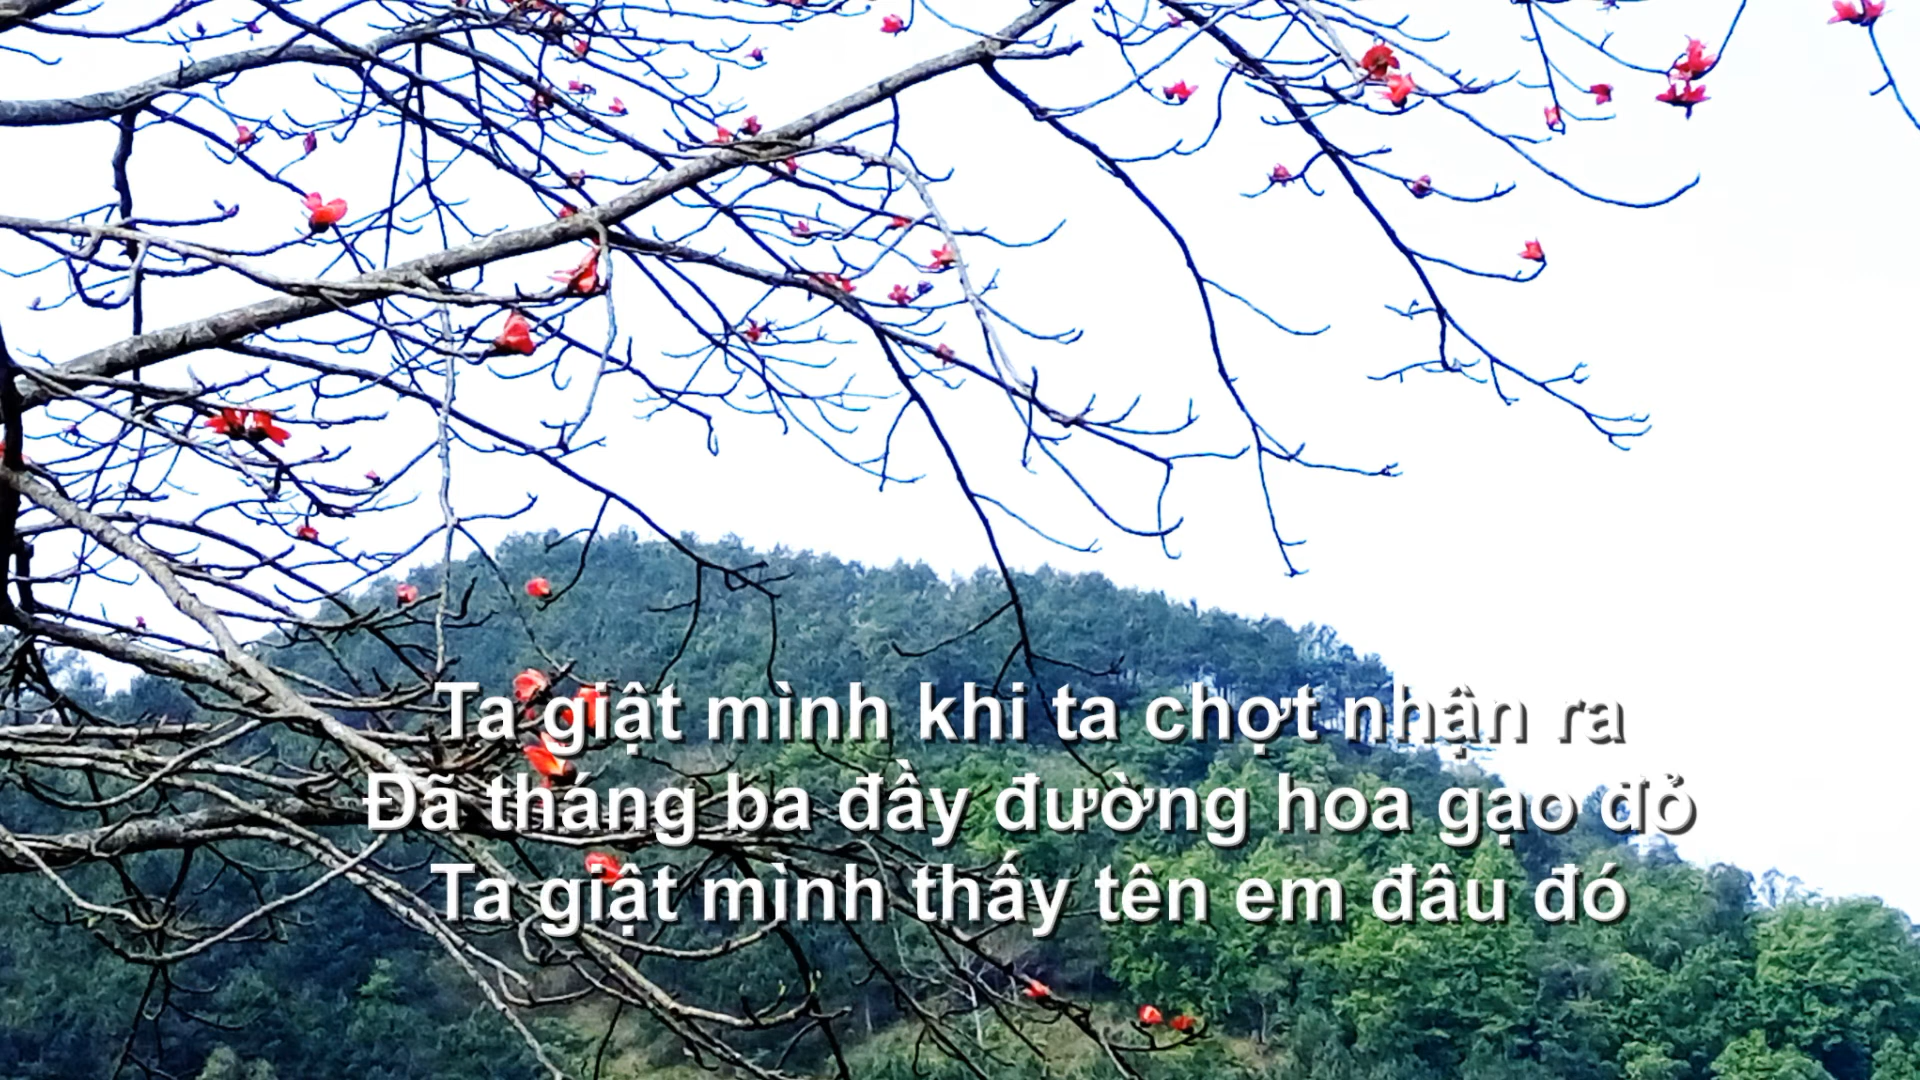 Ta giật mình khi ta chợt nhận ra
Đã tháng ba đầy đường hoa gạo đỏ
Ta giật mình thấy tên em đâu đó